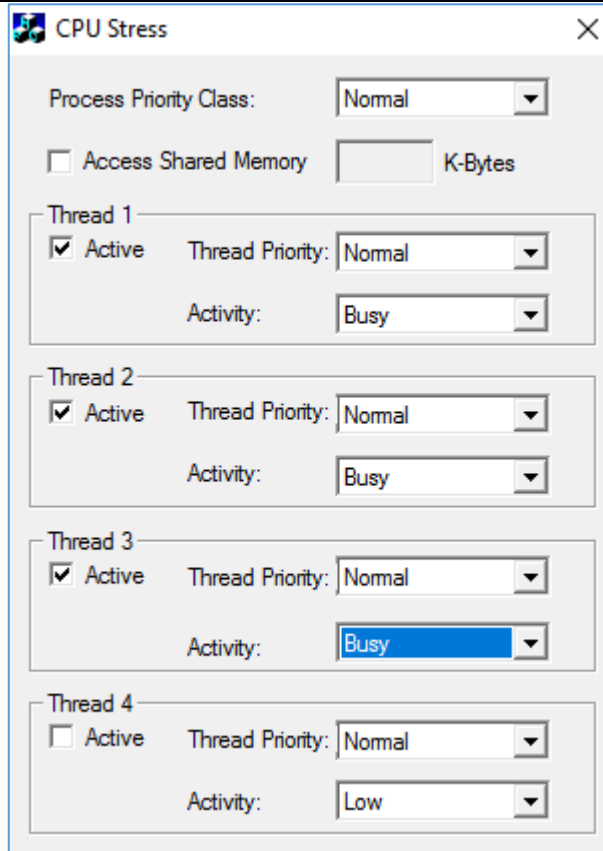 CPU Stress
Process Priority Class: Normal
Access Shared Memory K-Bytes
Thread 1
Active Thread Priority: Normal
Activity: Busy
Thread 2
Active Thread Priority: Normal
Activity: Busy
Thread 3
Active Thread Priority: Normal
Activity: Busy
Thread 4
Active Thread Priority: Normal
Activity: Low